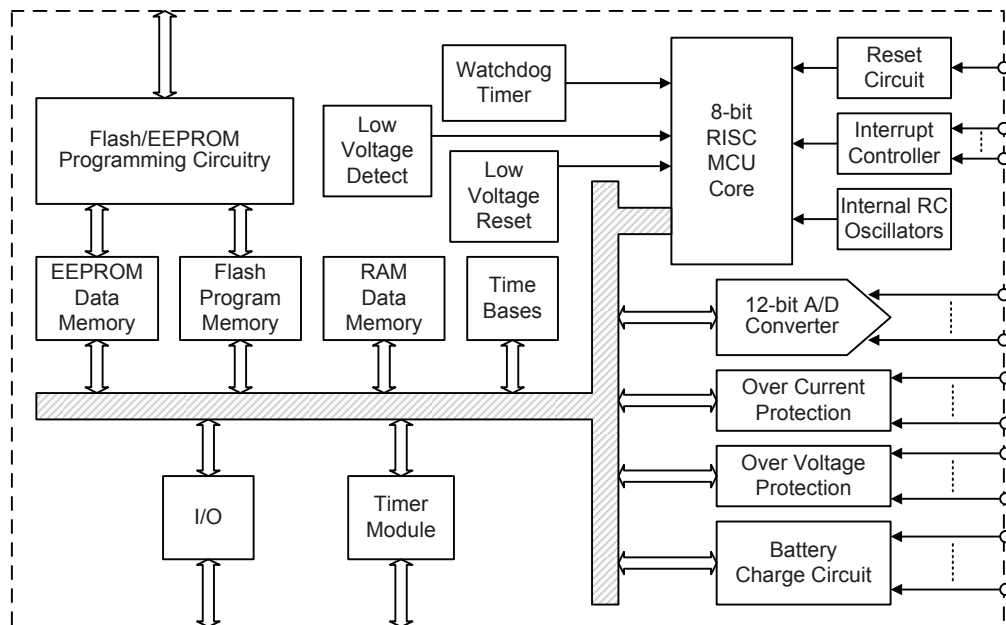 Watchdog
Timer
8-bit
RISC
MCU
Core
Reset
Circuit
Flash/EEPROM
Programming Circuitry
Low
Voltage
Detect
Interrupt
Controller
Low
Voltage
Reset
Internal RC
Oscillators
EEPROM
Data
Memory
Flash
Program
Memory
RAM
Data
Memory
Time
Bases
12-bit A/D
Converter
Over Current
Protection
Over Voltage
Protection
I/O
Timer
Module
Battery
Charge Circuit